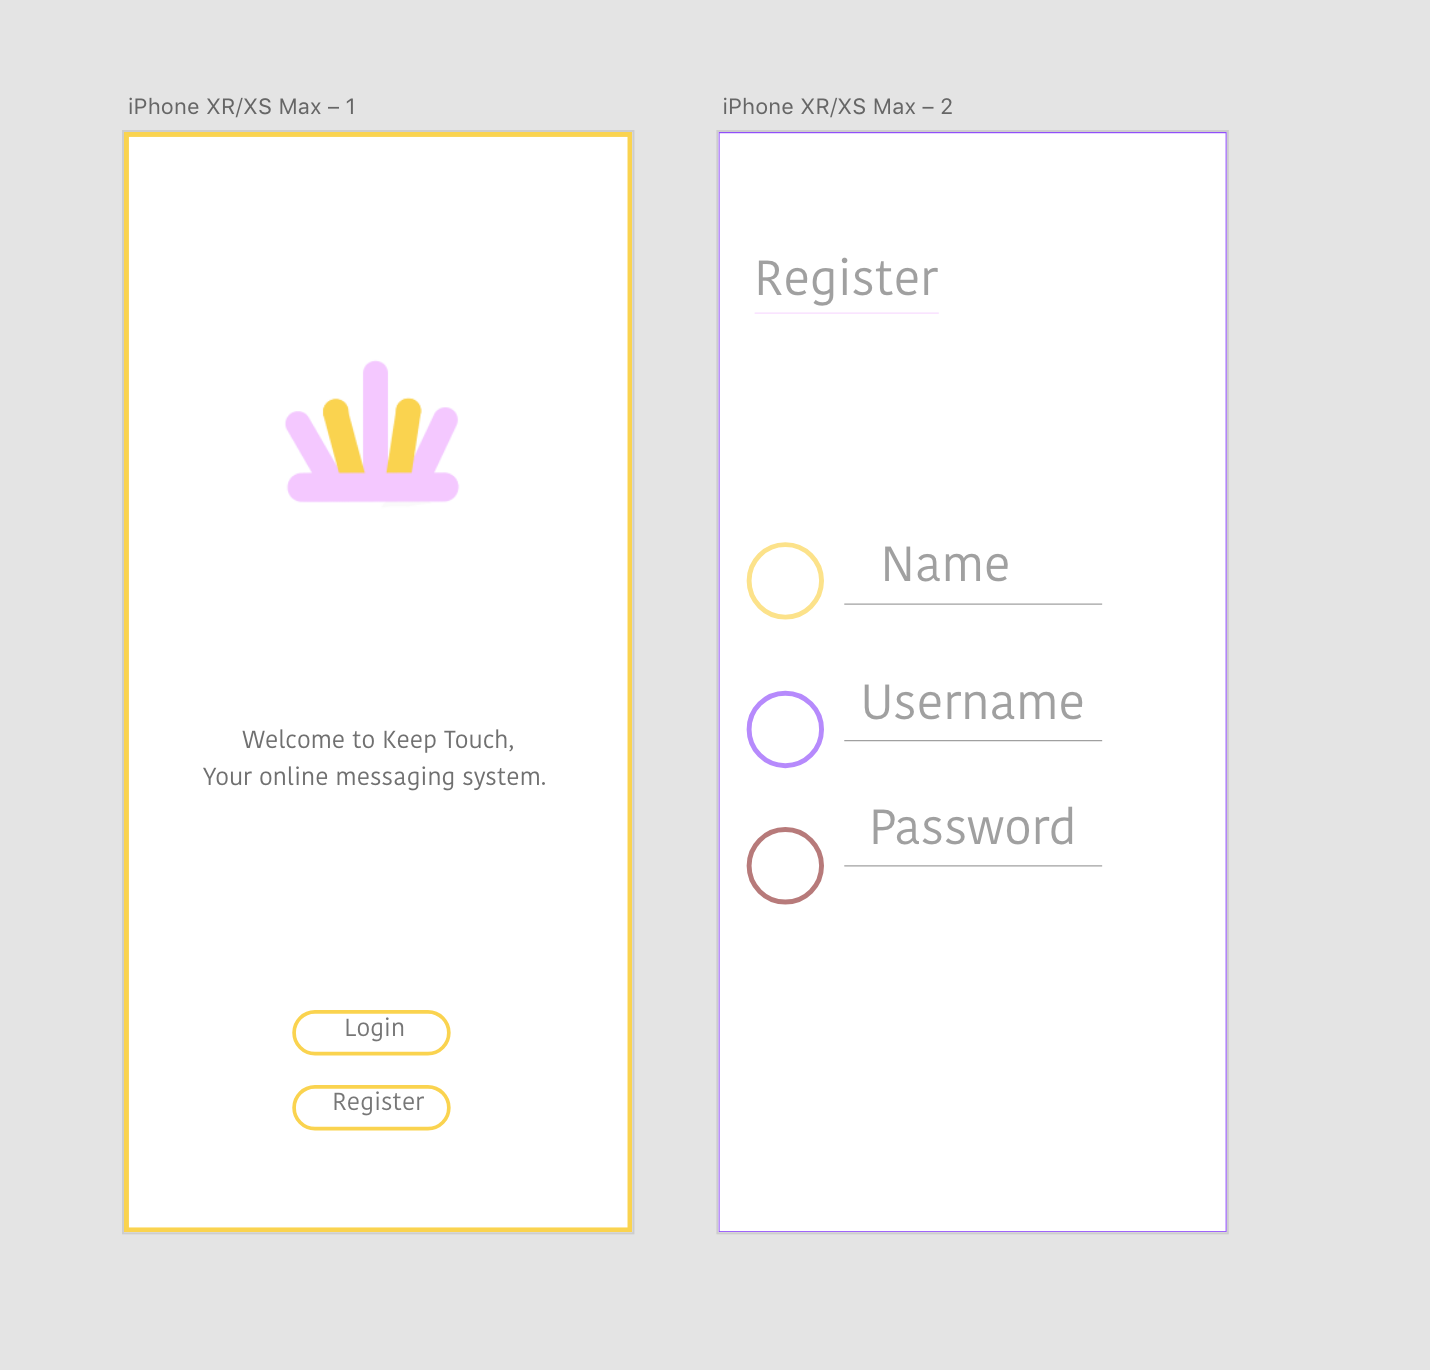 iPhone XR/XS Max – 1
Welcome to Keep Touch,
Your online messaging system.
Login
Register
iPhone XR/XS Max – 2
Register
Name
Username
Password